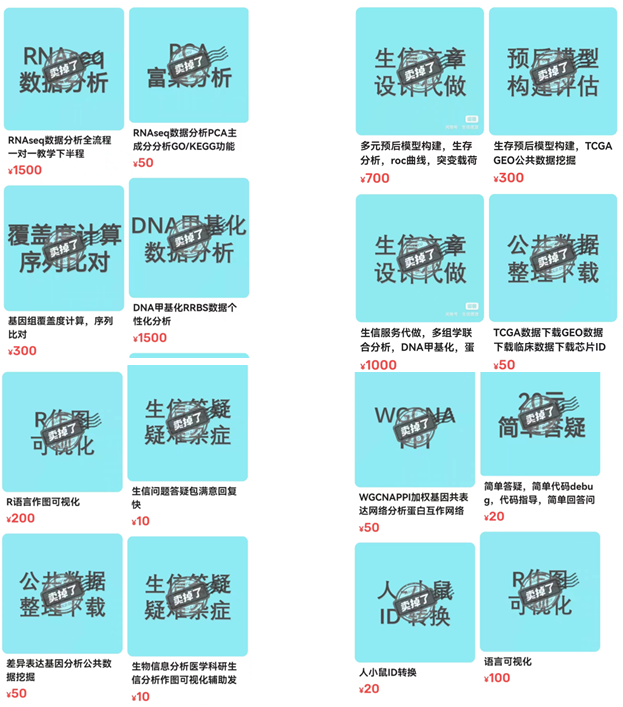 RNAseq
数据分析
卖掉了
RNAseq数据分析全流程
一对一教学下半程
¥1500
PCA
富集分析
卖掉了
RNAseq数据分析PCA主
成分分析GO/KEGG功能
¥50
生信文章
设计代做
卖掉了
多元预后模型构建，生存
分析，roc曲线，突变载荷
¥700
预后模型
构建评估
卖掉了
生存预后模型构建，TCGA
GEO公共数据挖掘
¥300
覆盖度计算
序列比对
卖掉了
基因组覆盖度计算，序列
比对
¥300
DNA甲基化
数据分析
卖掉了
DNA甲基化RRBS数据个
性化分析
¥1500
生信文章
设计代做
卖掉了
生信服务代做，多组学联
合分析，DNA甲基化，蛋
¥1000
公共数据
整理下载
卖掉了
TCGA数据下载GEO数据
下载临床数据下载芯片ID
¥50
R作图
可视化
卖掉了
R语言作图可视化
¥200
生信答疑
疑难杂症
卖掉了
生信问题答疑包满意回复
快
¥10
WGCNA
卖掉了
WGCNAPPI加权基因共表
达网络分析蛋白互作网络
¥50
20元
简单答疑
卖掉了
简单答疑，简单代码debu
g，代码指导，简单回答问
¥20
公共数据
整理下载
卖掉了
差异表达基因分析公共数
据挖掘
¥50
生信答疑
疑难杂症
卖掉了
生物信息分析医学科研生
信分析作图可视化辅助发
¥10
人小鼠
ID转换
卖掉了
人小鼠ID转换
¥20
R作图
可视化
卖掉了
语言可视化
¥100